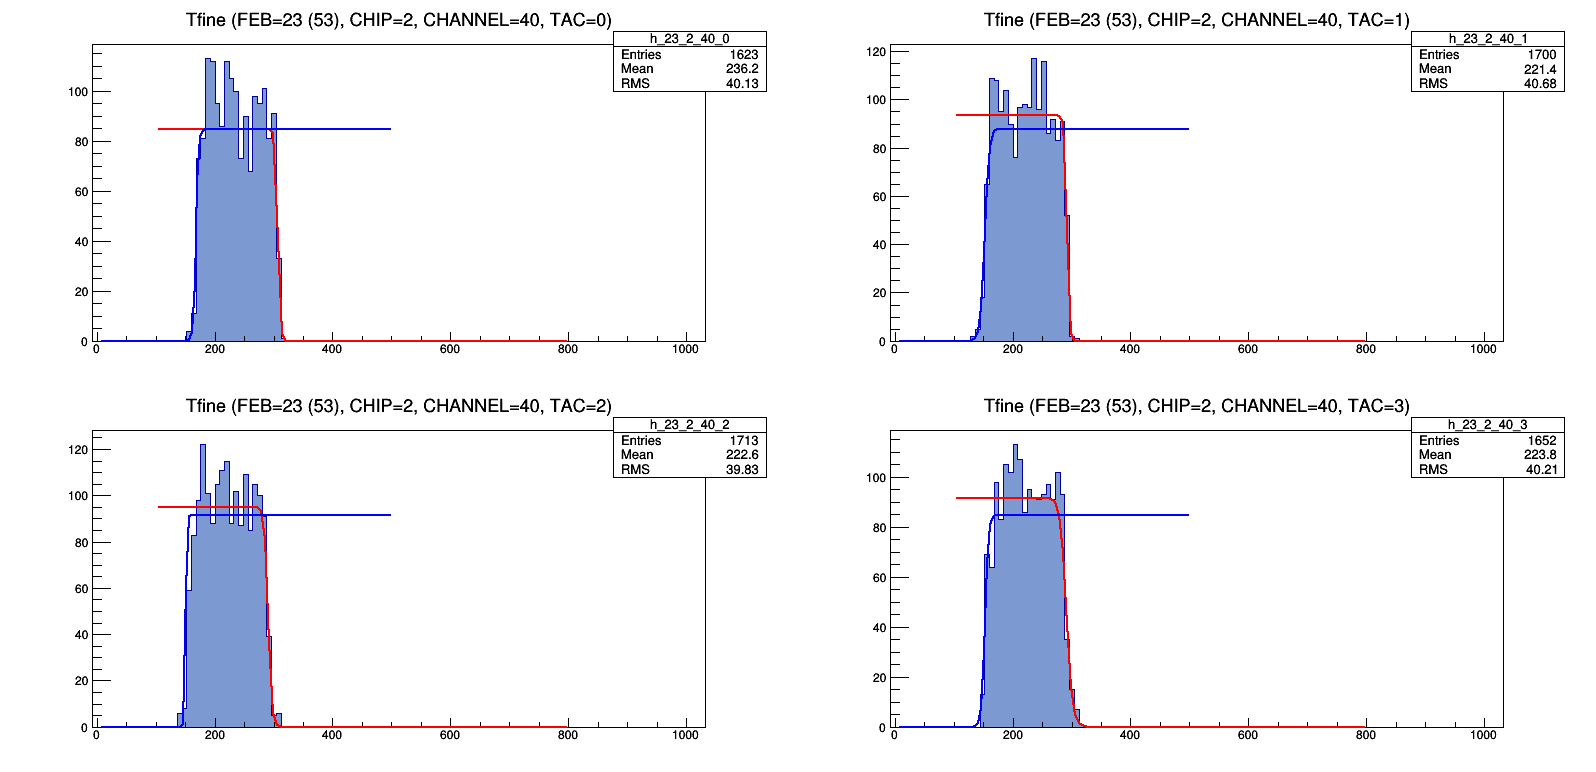 Tfine (FEB=23 (53), CHIP=2, CHANNEL=40, TAC=0)
h_23_2_40_0
Entries 1623
Mean 236.2
RMS 40.13
100
80
60
40
20
0
0 200 400 600 800 1000
Tfine (FEB=23 (53), CHIP=2, CHANNEL=40, TAC=1)
h_23_2_40_1
Entries 1700
Mean 221.4
RMS 40.68
120
100
80
60
40
20
0
0 200 400 600 800 1000
Tfine (FEB=23 (53), CHIP=2, CHANNEL=40, TAC=2)
h_23_2_40_2
Entries 1713
Mean 222.6
RMS 39.83
120
100
80
60
40
20
0
0 200 400 600 800 1000
Tfine (FEB=23 (53), CHIP=2, CHANNEL=40, TAC=3)
h_23_2_40_3
Entries 1652
Mean 223.8
RMS 40.21
100
80
60
40
20
0
0 200 400 600 800 1000